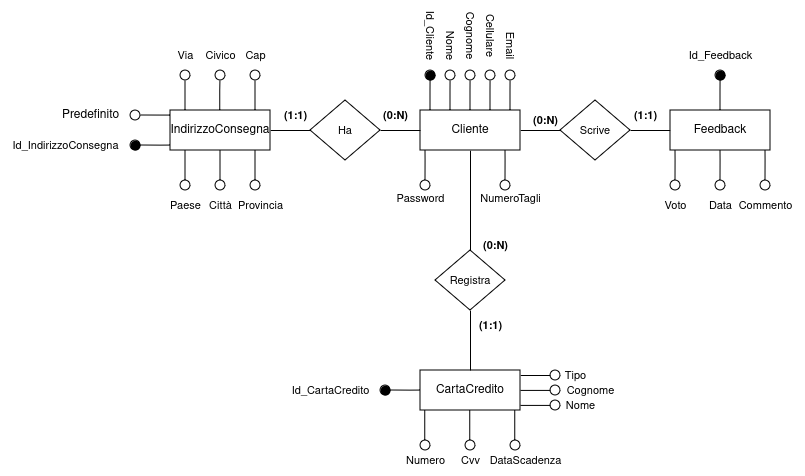 Id_Cliente
Nome
Cognome
Cellulare
Email
Via
Civico
Cap
Id_Feedback
Predefinito
(1:1)
(0:N)
(0:N)
(1:1)
IndirizzoConsegna
Ha
Cliente
Scrive
Feedback
Id_IndirizzoConsegna
Password
NumeroTagli
Paese
Città
Provincia
Voto
Data
Commento
(0:N)
Registra
(1:1)
Tipo
Id_CartaCredito
CartaCredito
Cognome
Nome
Numero
Cvv
DataScadenza